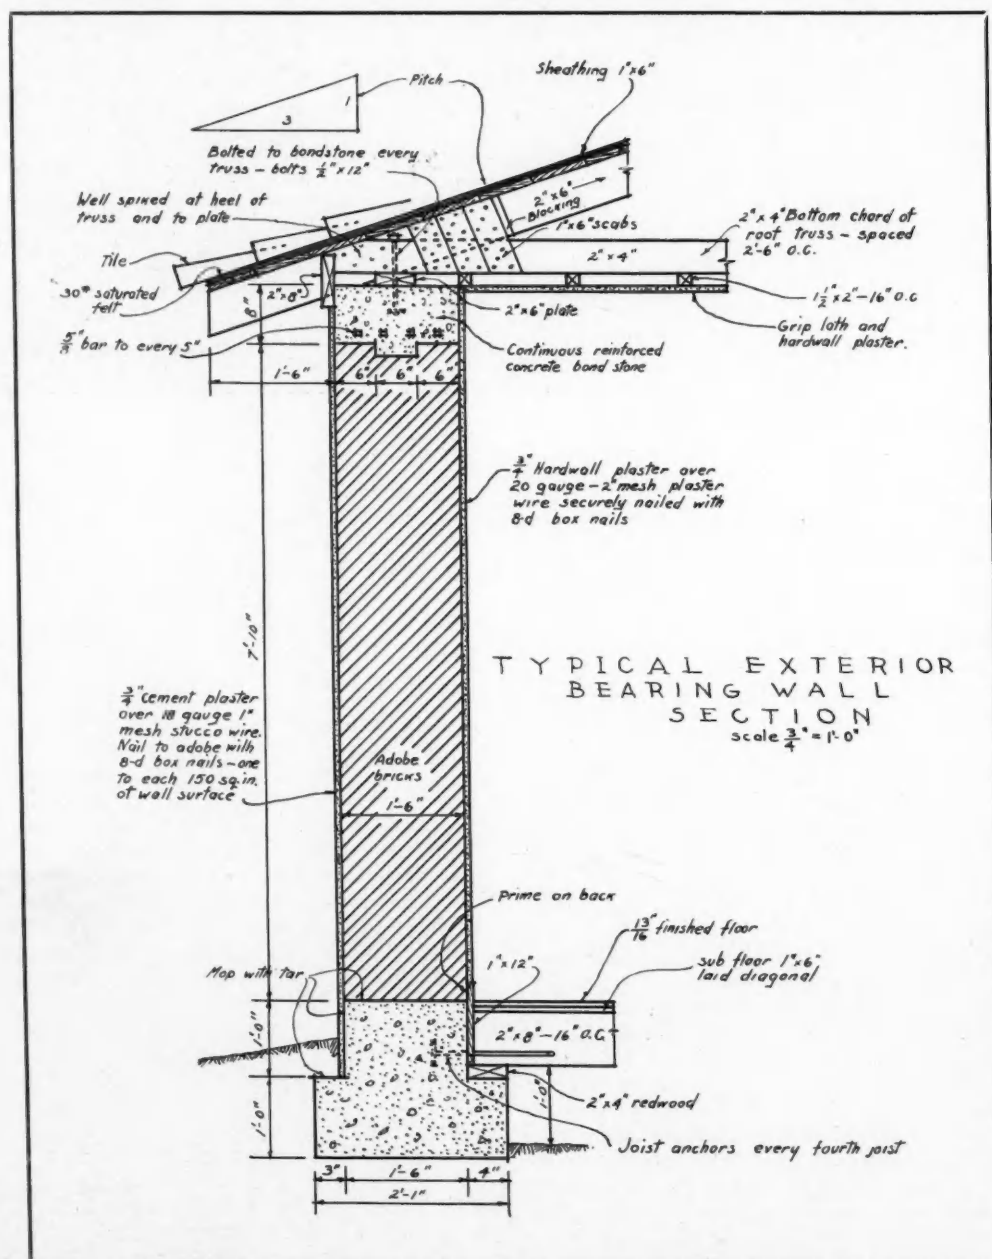 Sheathing 1"x6"
Pitch
1
3
Bolted to bondstone every
truss - bolts 1/2" x 12"
Well spiked at heel of
truss and to plate
2"x6"
Blocking
1"x6" scabs
2"x4" Bottom chord of
roof truss - spaced
2'-6" O.C.
Tile
2"x4"
30# saturated
felt
2"x8"
8"
2"x6" plate
1 1/2"x2"-16" O.C
Grip lath and
hardwall plaster.
5/8" bar to every 5"
Continuous reinforced
concrete bond stone
1'-6"
6"
6"
6"
3/4" Hardwall plaster over
20 gauge - 2" mesh plaster
wire securely nailed with
8-d box nails
7'-10"
TYPICAL EXTERIOR
BEARING WALL
SECTION
scale 3/4" = 1'-0"
3/4" Cement plaster
over 18 gauge 1"
mesh stucco wire.
Nail to adobe with
8-d box nails - one
to each 150 sq.in.
of wall surface
Adobe
bricks
1'-6"
Prime on back
13/16" finished floor
sub floor 1"x6"
laid diagonal
Mop with tar
1"x12"
1'-0"
2"x8"-16" O.C.
2"x4" redwood
1'-0"
1'-0"
Joist anchors every fourth joist
3"
1'-6"
4"
2'-1"